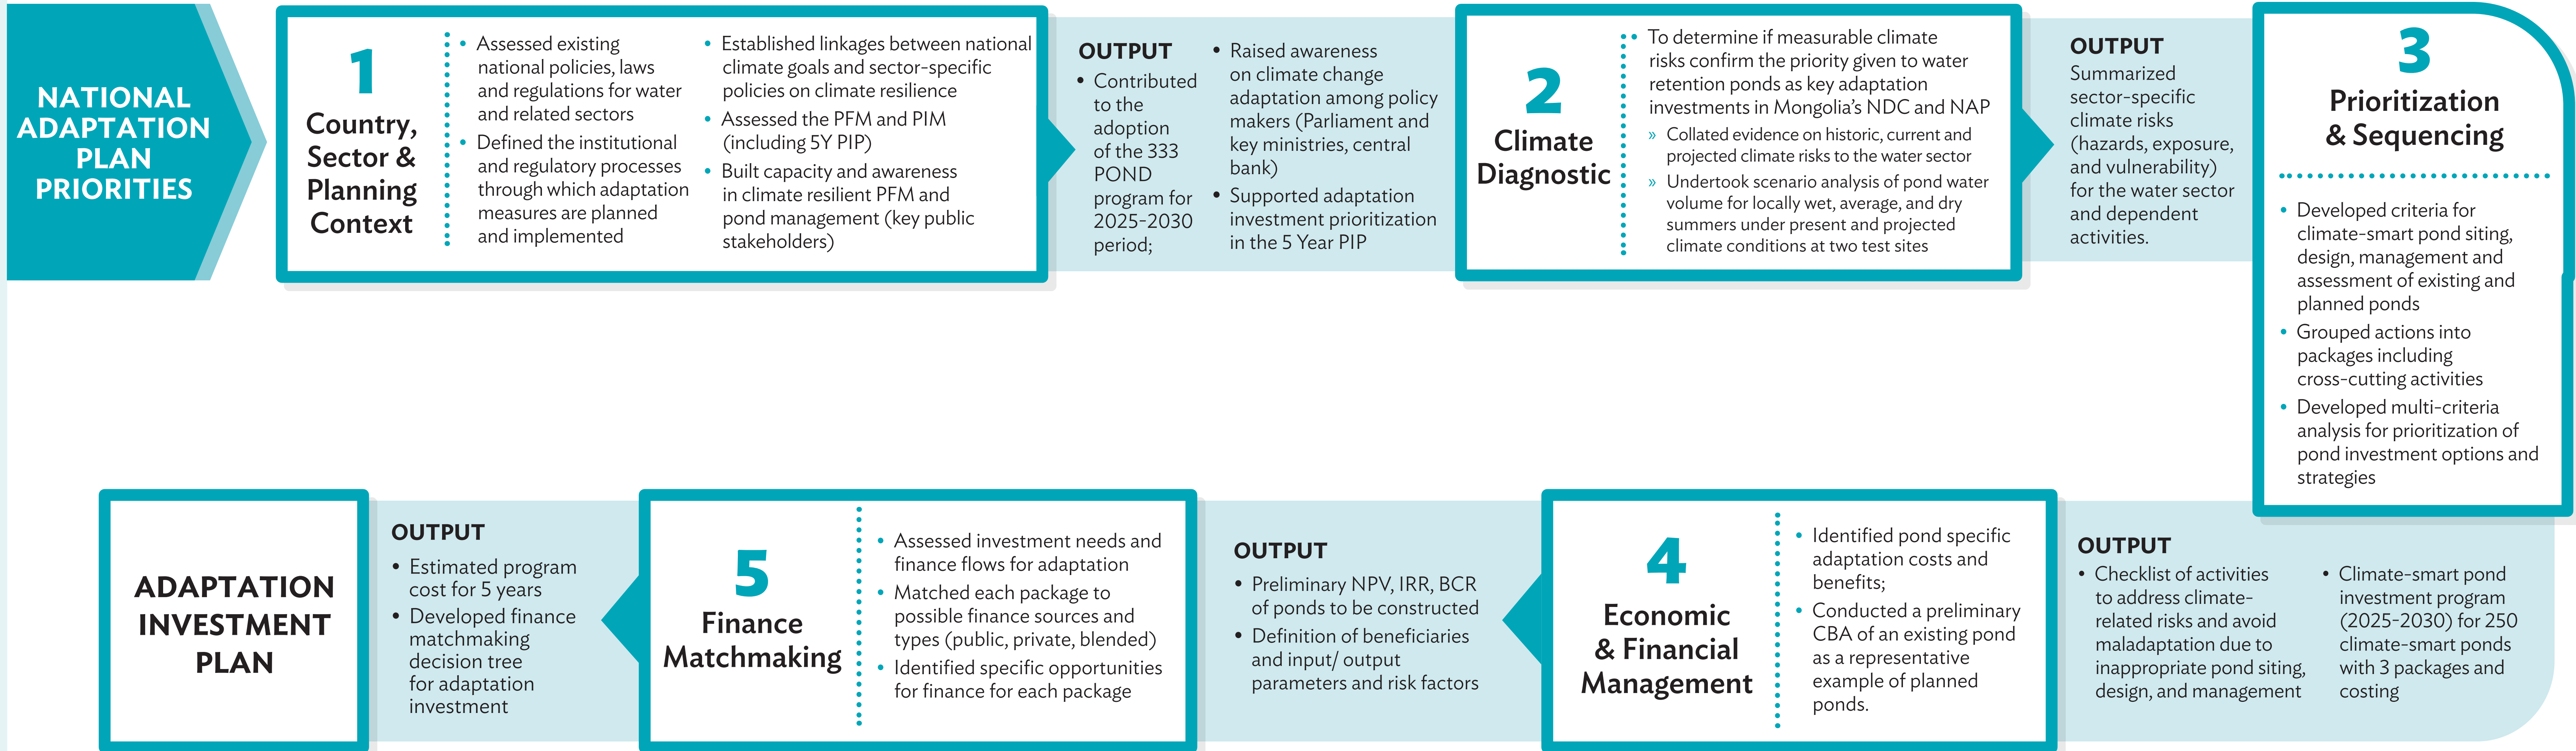 NATIONAL
ADAPTATION
PLAN
PRIORITIES
1
Country,
Sector &
Planning
Context
• Assessed existing
national policies, laws
and regulations for water
and related sectors
• Defined the institutional
and regulatory processes
through which adaptation
measures are planned
and implemented
• Established linkages between national
climate goals and sector-specific
policies on climate resilience
• Assessed the PFM and PIM
(including 5Y PIP)
• Built capacity and awareness
in climate resilient PFM and
pond management (key public
stakeholders)
OUTPUT
• Contributed
to the
adoption
of the 333
POND
program for
2025-2030
period;
• Raised awareness
on climate change
adaptation among policy
makers (Parliament and
key ministries, central
bank)
• Supported adaptation
investment prioritization
in the 5 Year PIP
2
Climate
Diagnostic
• To determine if measurable climate
risks confirm the priority given to water
retention ponds as key adaptation
investments in Mongolia's NDC and NAP
» Collated evidence on historic, current and
projected climate risks to the water sector
» Undertook scenario analysis of pond water
volume for locally wet, average, and dry
summers under present and projected
climate conditions at two test sites
OUTPUT
Summarized
sector-specific
climate risks
(hazards, exposure,
and vulnerability)
for the water sector
and dependent
activities.
3
Prioritization
& Sequencing
• Developed criteria for
climate-smart pond siting,
design, management and
assessment of existing and
planned ponds
• Grouped actions into
packages including
cross-cutting activities
• Developed multi-criteria
analysis for prioritization of
pond investment options and
strategies
OUTPUT
• Checklist of activities
to address climate-
related risks and avoid
maladaptation due to
inappropriate pond siting,
design, and management
• Climate-smart pond
investment program
(2025-2030) for 250
climate-smart ponds
with 3 packages and
costing
4
Economic
& Financial
Management
• Identified pond specific
adaptation costs and
benefits;
• Conducted a preliminary
CBA of an existing pond
as a representative
example of planned
ponds.
OUTPUT
• Preliminary NPV, IRR, BCR
of ponds to be constructed
• Definition of beneficiaries
and input/ output
parameters and risk factors
5
Finance
Matchmaking
• Assessed investment needs and
finance flows for adaptation
• Matched each package to
possible finance sources and
types (public, private, blended)
• Identified specific opportunities
for finance for each package
OUTPUT
• Estimated program
cost for 5 years
• Developed finance
matchmaking
decision tree
for adaptation
investment
ADAPTATION
INVESTMENT
PLAN